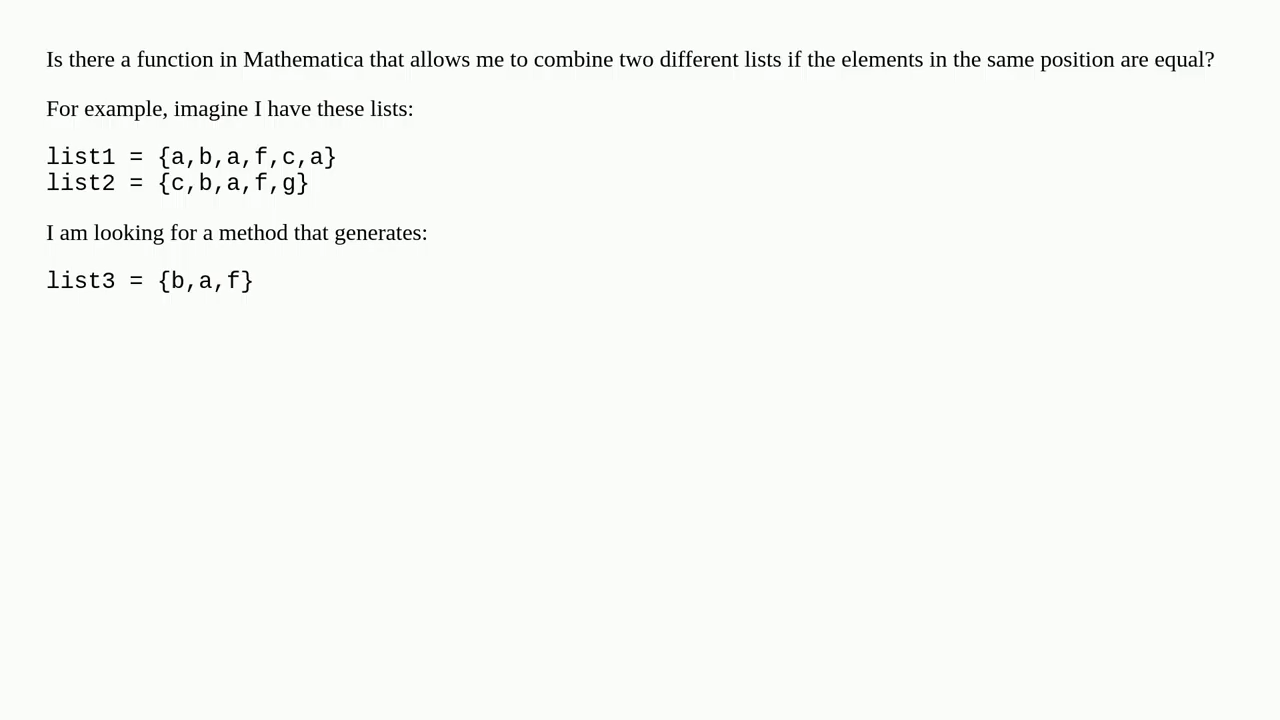 Is there a function in Mathematica that allows me to combine two different lists if the elements in the same position are equal?
For example, imagine I have these lists:
list1 = {a,b,a,f,c,a}
list2 = {c,b,a,f,g}
I am looking for a method that generates:
list3 = {b,a,f}